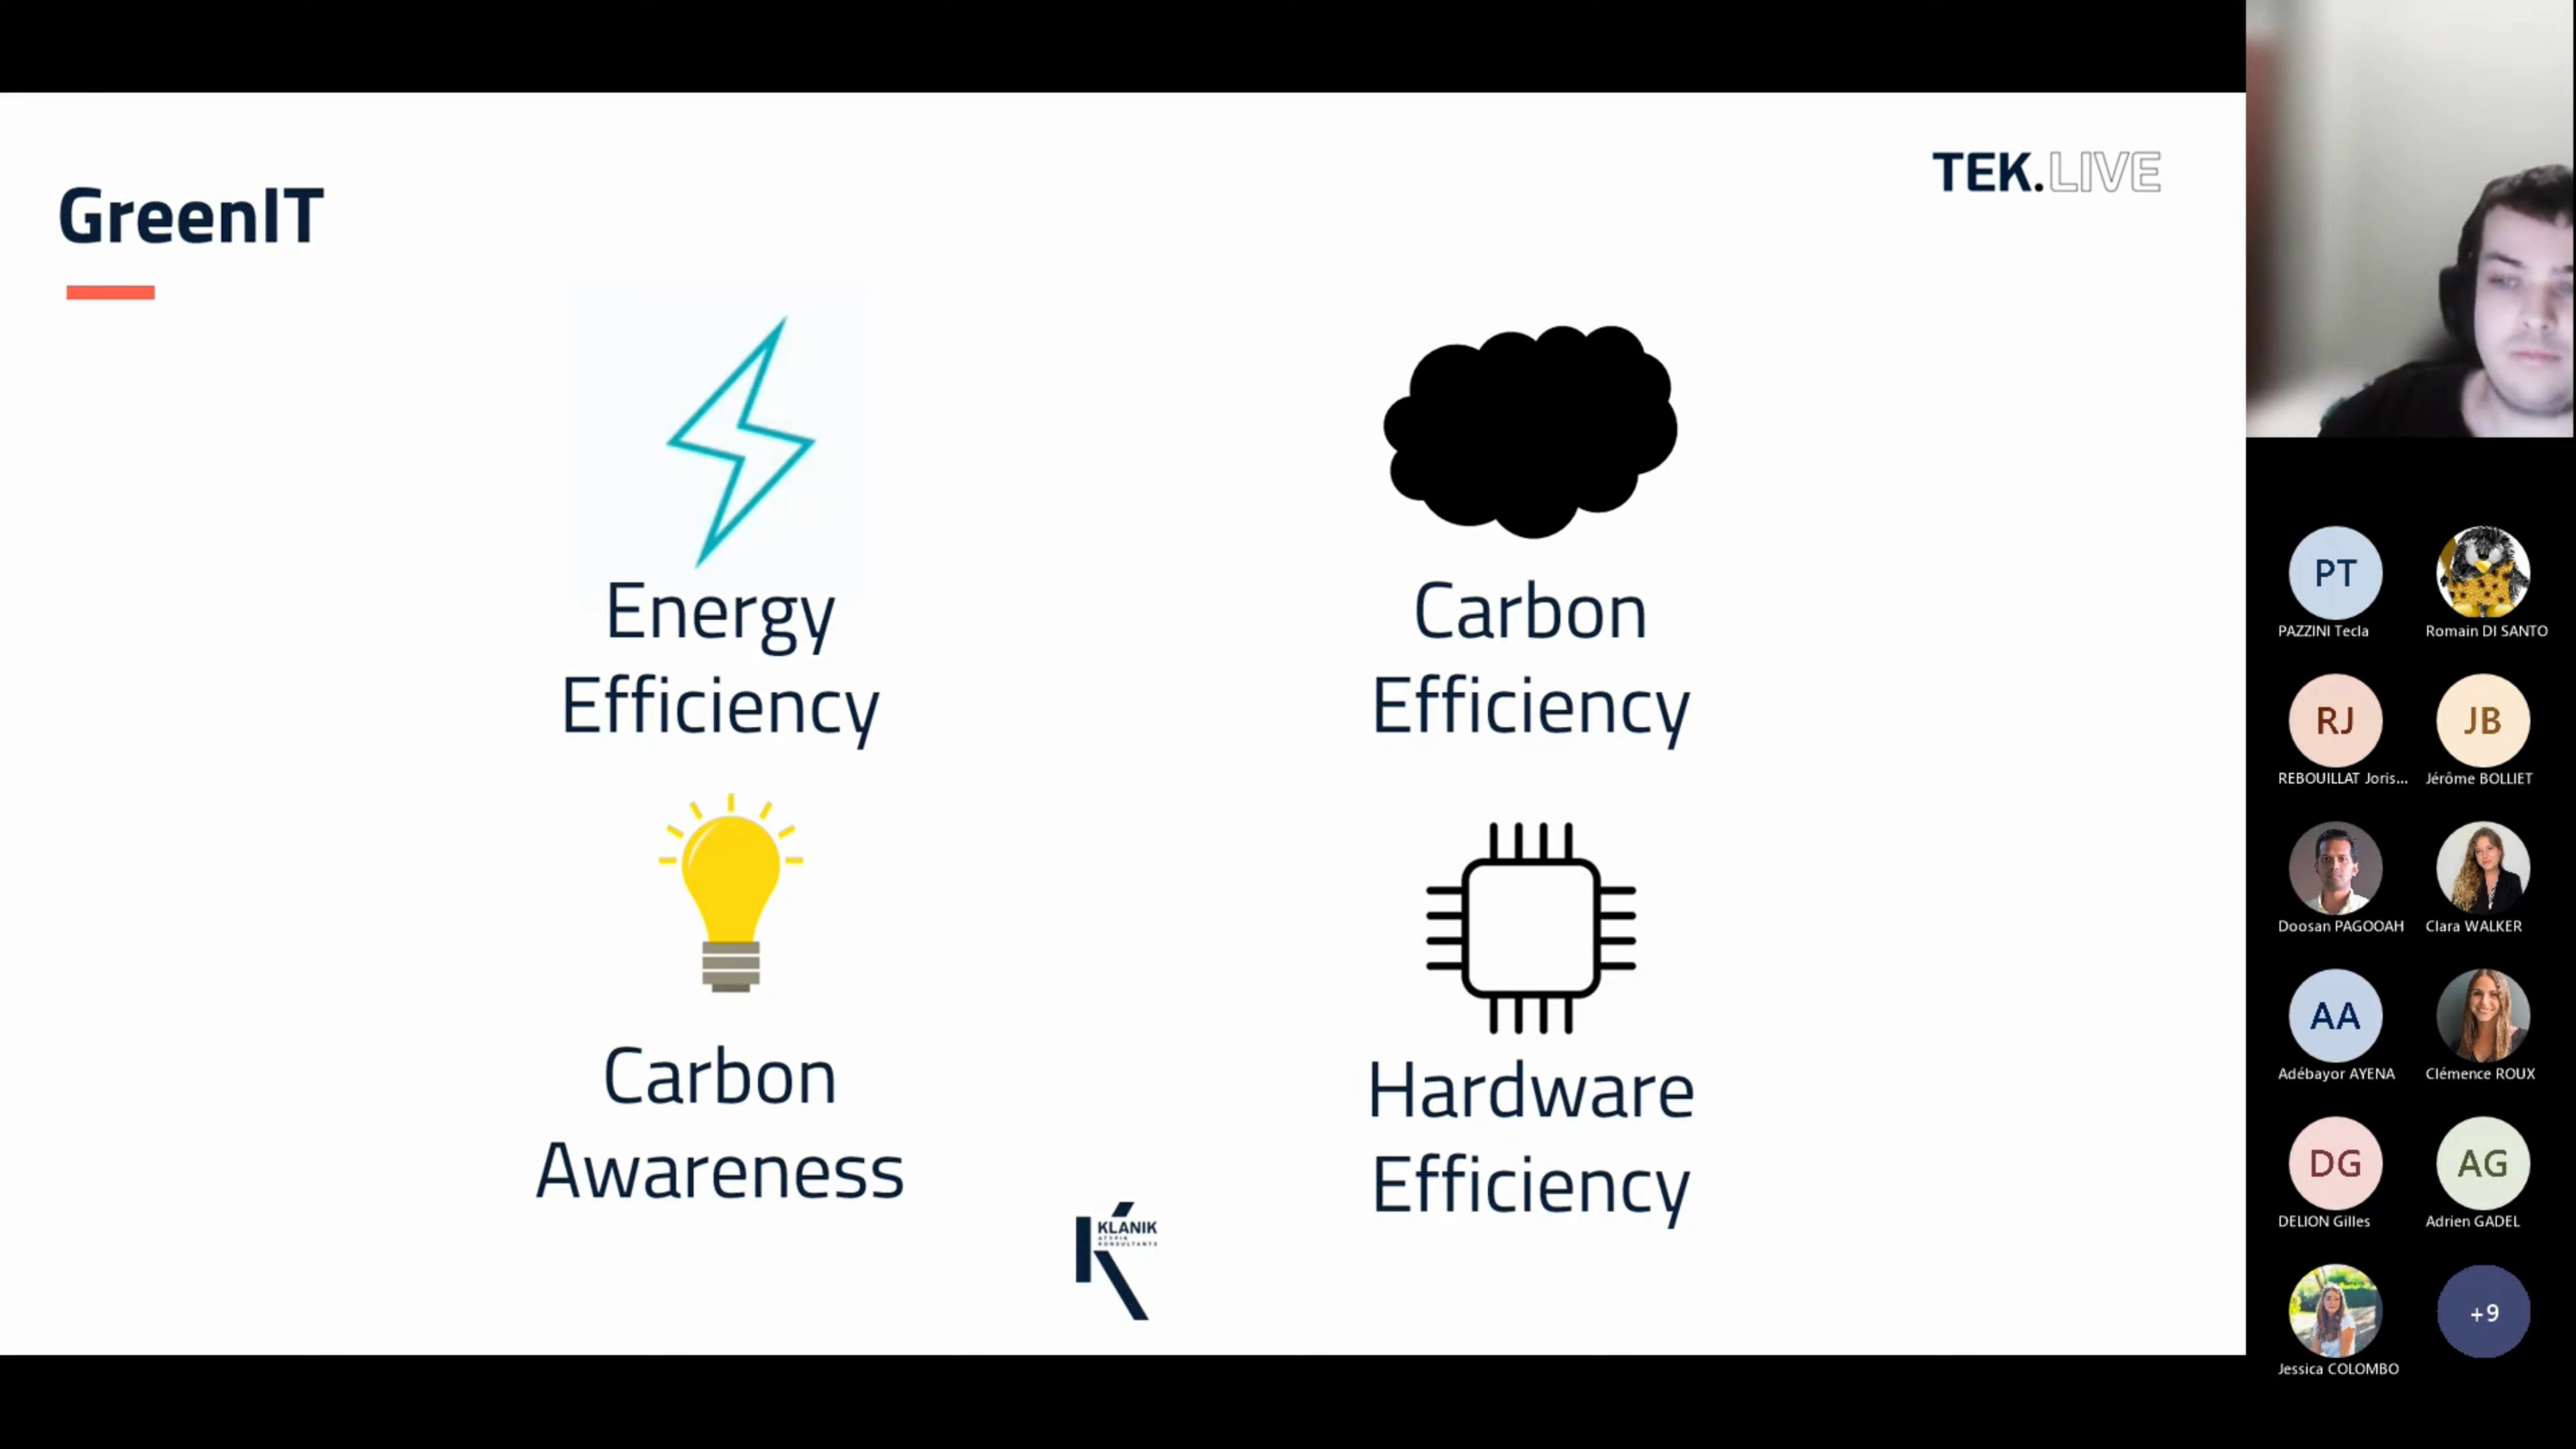 GreenIT
TEK.LIVE
Energy
Efficiency
Carbon
Efficiency
Carbon
Awareness
Hardware
Efficiency
KLANIK
ATYPIK
KONSULTANTS
PT
PAZZINI Tecla
Romain DI SANTO
RJ
REBOUILLAT Joris...
JB
Jérôme BOLLIET
Doosan PAGOOAH
Clara WALKER
AA
Adébayor AYENA
Clémence ROUX
DG
DELION Gilles
AG
Adrien GADEL
Jessica COLOMBO
+9